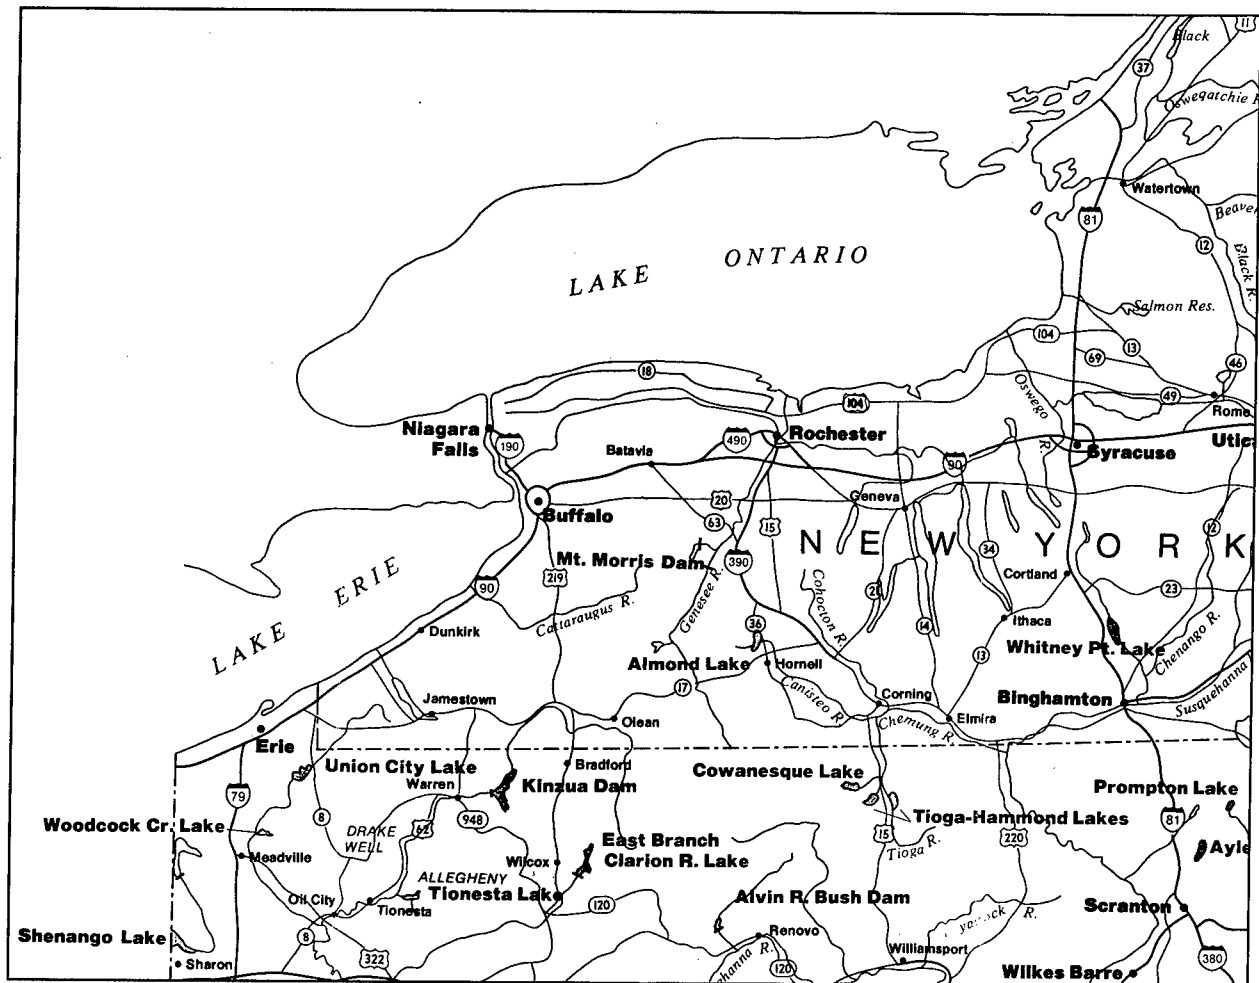 11
Black
37
Oswegatchie
Watertown
81
Beaver
12
Black R.
LAKE ONTARIO
Salmon Res.
104
13
69
46
18
49
104
Oswego R.
Rome
Niagara
Falls
190
490
Rochester
Batavia
90
Syracuse
Utica
20
Geneva
Buffalo
63
15
12
NEW YORK
34
Mt. Morris Dam
390
219
90
LAKE ERIE
Cortland
23
21
Genesee R.
Cohocton R.
Cattaraugus R.
36
14
Ithaca
Dunkirk
Whitney Pt. Lake
Chenango R.
13
Almond Lake
Hornell
17
Canisteo R.
Jamestown
Corning
Binghamton
Susquehanna
Olean
Chemung R.
Elmira
Erie
Union City Lake
Bradford
Cowanesque Lake
Warren
Kinzua Dam
Prompton Lake
79
8
62
948
Tioga-Hammond Lakes
81
Woodcock Cr. Lake
DRAKE
WELL
East Branch
Clarion R. Lake
15
Tioga R.
220
Meadville
Wilcox
Ayle
ALLEGHENY
Tionesta Lake
Oil City
Tionesta
120
Alvin R. Bush Dam
R.
Scranton
Shenango Lake
8
322
Renovo
Williamsport
Sharon
hanna R.
120
380
Wilkes Barre